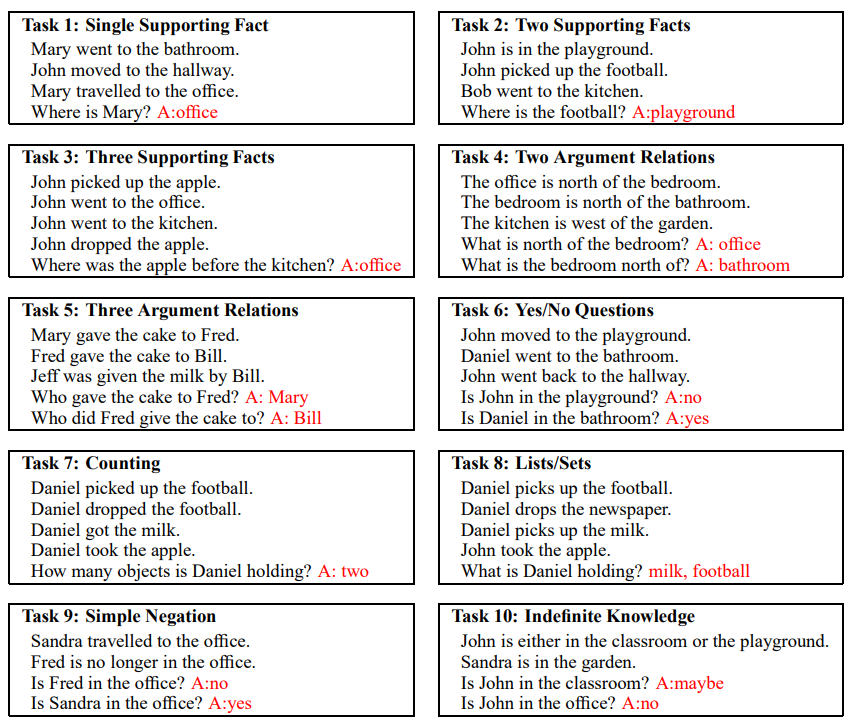 Task 1: Single Supporting Fact
Mary went to the bathroom.
John moved to the hallway.
Mary travelled to the office.
Where is Mary? A:office
Task 2: Two Supporting Facts
John is in the playground.
John picked up the football.
Bob went to the kitchen.
Where is the football? A:playground
Task 3: Three Supporting Facts
John picked up the apple.
John went to the office.
John went to the kitchen.
John dropped the apple.
Where was the apple before the kitchen? A:office
Task 4: Two Argument Relations
The office is north of the bedroom.
The bedroom is north of the bathroom.
The kitchen is west of the garden.
What is north of the bedroom? A: office
What is the bedroom north of? A: bathroom
Task 5: Three Argument Relations
Mary gave the cake to Fred.
Fred gave the cake to Bill.
Jeff was given the milk by Bill.
Who gave the cake to Fred? A: Mary
Who did Fred give the cake to? A: Bill
Task 6: Yes/No Questions
John moved to the playground.
Daniel went to the bathroom.
John went back to the hallway.
Is John in the playground? A:no
Is Daniel in the bathroom? A:yes
Task 7: Counting
Daniel picked up the football.
Daniel dropped the football.
Daniel got the milk.
Daniel took the apple.
How many objects is Daniel holding? A: two
Task 8: Lists/Sets
Daniel picks up the football.
Daniel drops the newspaper.
Daniel picks up the milk.
John took the apple.
What is Daniel holding? milk, football
Task 9: Simple Negation
Sandra travelled to the office.
Fred is no longer in the office.
Is Fred in the office? A:no
Is Sandra in the office? A:yes
Task 10: Indefinite Knowledge
John is either in the classroom or the playground.
Sandra is in the garden.
Is John in the classroom? A:maybe
Is John in the office? A:no